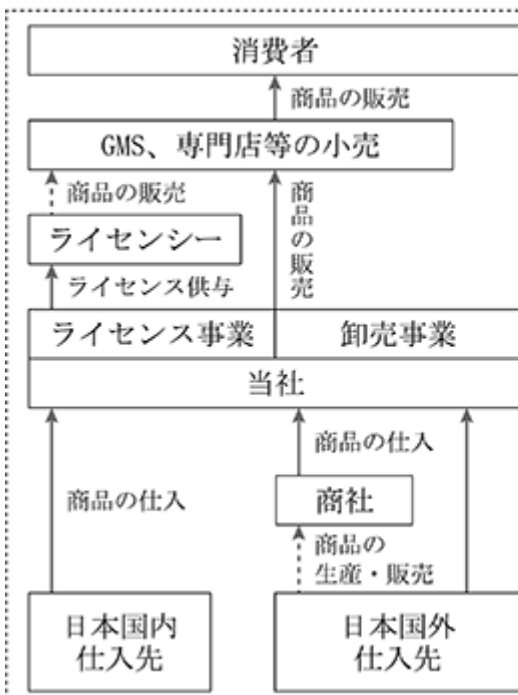 消費者
商品の販売
GMS、専門店等の小売
商品の販売
商品の販売
ライセンシー
ライセンス供与
ライセンス事業
卸売事業
当社
商品の仕入
商品の仕入
商社
商品の
生産・販売
日本国内
仕入先
日本国外
仕入先